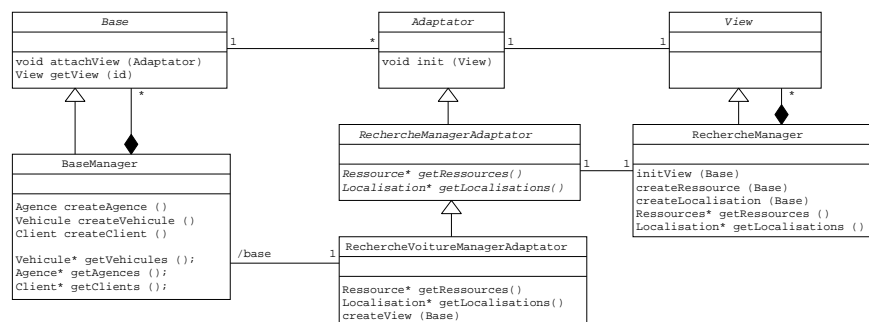 Base
void attachView (Adaptator)
View getView (id)
1
*
Adaptator
void init (View)
1
1
View
*
*
BaseManager
Agence createAgence ()
Vehicule createVehicule ()
Client createClient ()
Vehicule* getVehicules ();
Agence* getAgences ();
Client* getClients ();
RechercheManagerAdaptator
Ressource* getRessources()
Localisation* getLocalisations()
1
1
RechercheManager
initView (Base)
createRessource (Base)
createLocalisation (Base)
Ressources* getRessources ()
Localisation* getLocalisations ()
/base
1
RechercheVoitureManagerAdaptator
Ressource* getRessources()
Localisation* getLocalisations()
createView (Base)